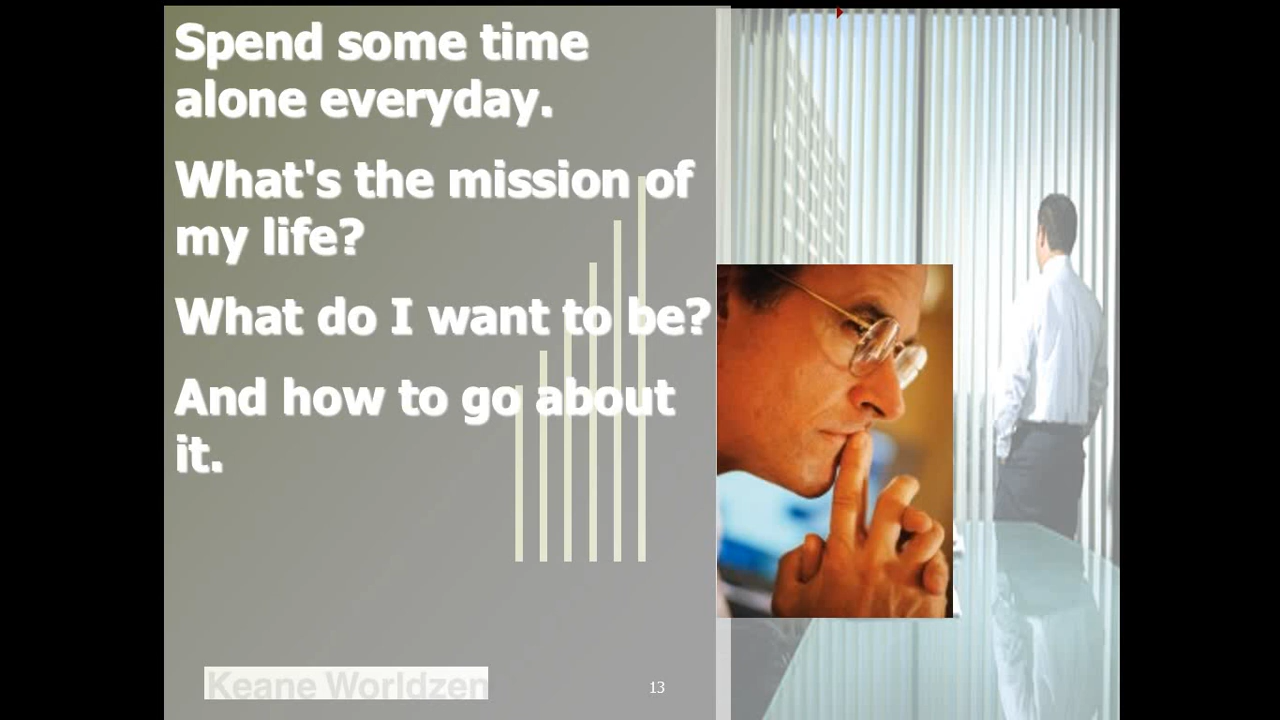 Spend some time
alone everyday.
What's the mission of
my life?
What do I want to be?
And how to go about
it.
Keane Worldzen
13